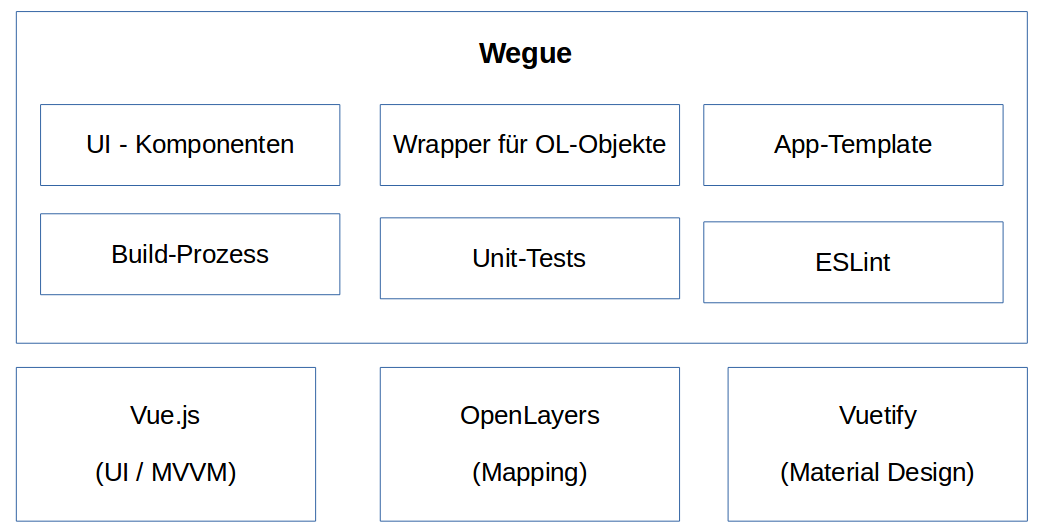 Wegue
UI - Komponenten
Wrapper für OL-Objekte
App-Template
Build-Prozess
Unit-Tests
ESLint
Vue.js
(UI / MVVM)
OpenLayers
(Mapping)
Vuetify
(Material Design)